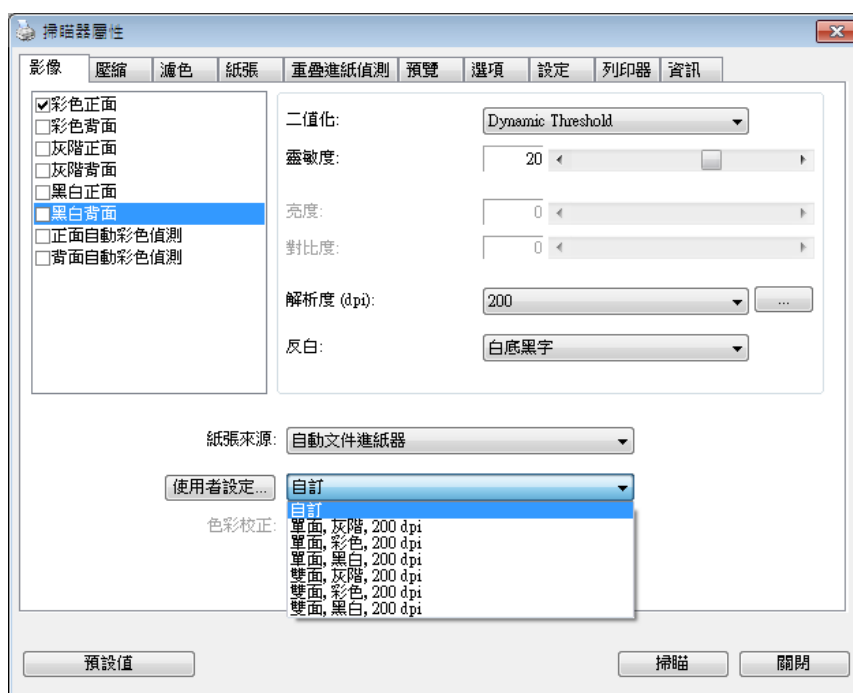 掃瞄器屬性
影像 壓縮 濾色 紙張 重疊進紙偵測 預覽 選項 設定 列印器 資訊
彩色正面
彩色背面
灰階正面
灰階背面
黑白正面
黑白背面
正面自動彩色偵測
背面自動彩色偵測
二值化: Dynamic Threshold
靈敏度: 20
亮度: 0
對比度: 0
解析度 (dpi): 200 ...
反白: 白底黑字
紙張來源: 自動文件進紙器
使用者設定... 自訂
色彩校正:
自訂
單面, 灰階, 200 dpi
單面, 彩色, 200 dpi
單面, 黑白, 200 dpi
雙面, 灰階, 200 dpi
雙面, 彩色, 200 dpi
雙面, 黑白, 200 dpi
預設值 掃瞄 關閉